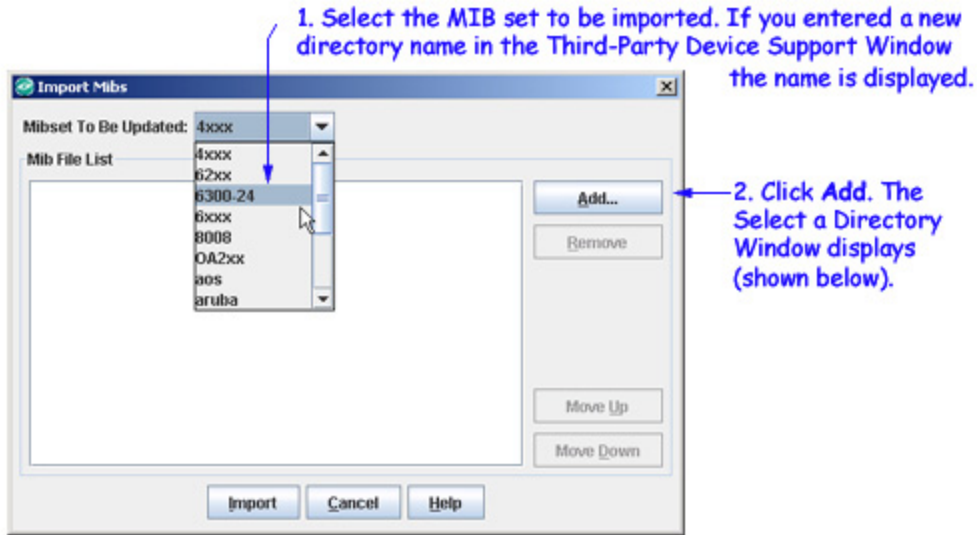 1. Select the MIB set to be imported. If you entered a new
directory name in the Third-Party Device Support Window
the name is displayed.
Import Mibs
Mibset To Be Updated: 4xxx
Mib File List
4xxx
62xx
6300-24
6xxx
8008
OA2xx
aos
aruba
Add...
Remove
2. Click Add. The
Select a Directory
Window displays
(shown below).
Move Up
Move Down
Import Cancel Help